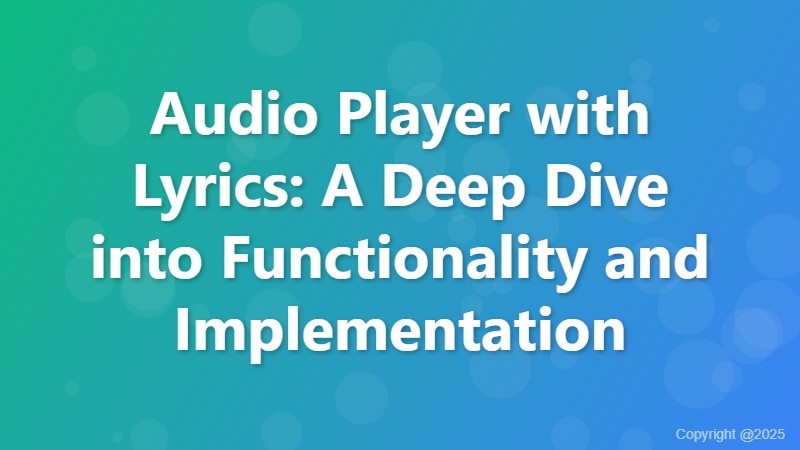 Audio Player with
Lyrics: A Deep Dive
into Functionality and
Implementation
Copyright @2025